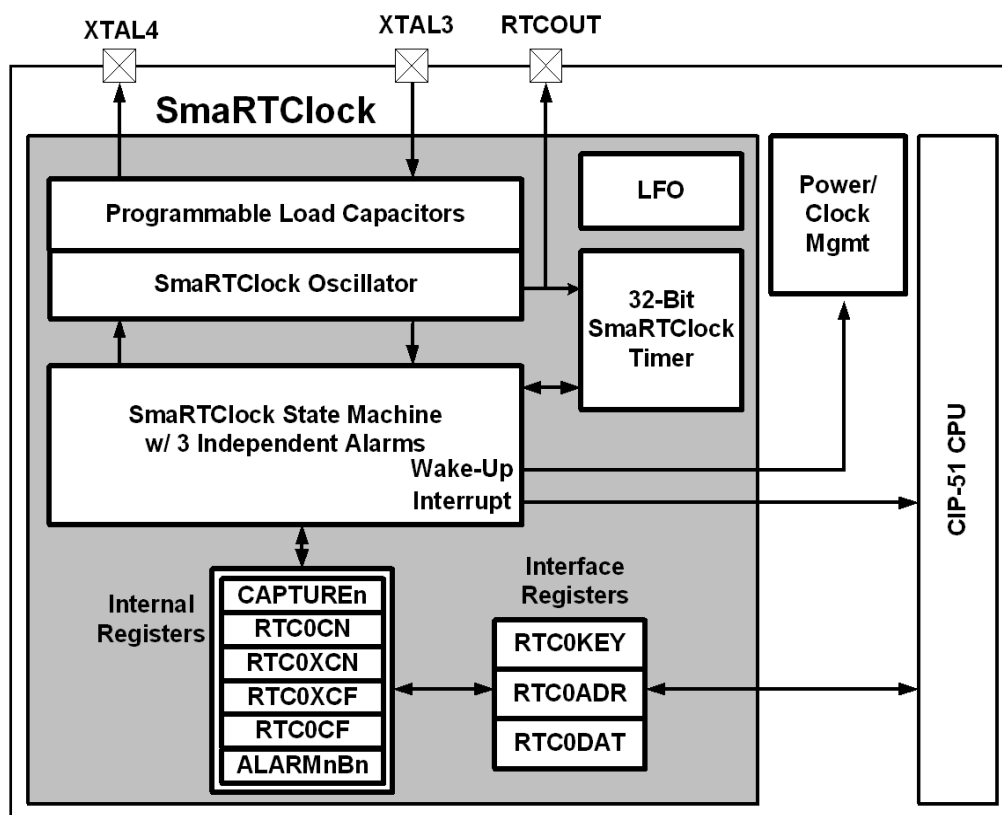 XTAL4
XTAL3
RTCOUT
SmaRTClock
Programmable Load Capacitors
SmaRTClock Oscillator
LFO
Power/
Clock
Mgmt
32-Bit
SmaRTClock
Timer
SmaRTClock State Machine
w/ 3 Independent Alarms
Wake-Up
Interrupt
CIP-51 CPU
Internal
Registers
CAPTUREn
RTC0CN
RTC0XCN
RTC0XCF
RTC0CF
ALARMnBn
Interface
Registers
RTC0KEY
RTC0ADR
RTC0DAT